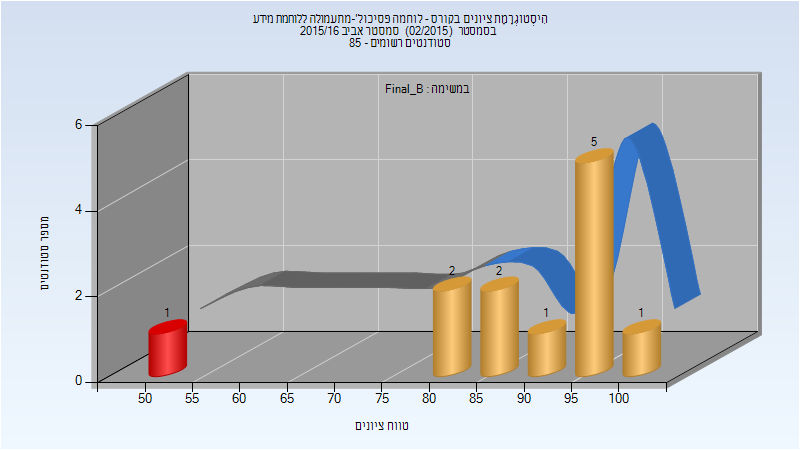 היסטוגרמת ציונים בקורס - לוחמה פסיכול'-מתעמולה ללוחמת מידע
בסמסטר (02/2015) סמסטר אביב 2015/16
סטודנטים רשומים - 85
במשימה : Final_B
מספר סטודנטים
6
4
2
0
1
2
2
1
5
1
50 55 60 65 70 75 80 85 90 95 100
טווח ציונים